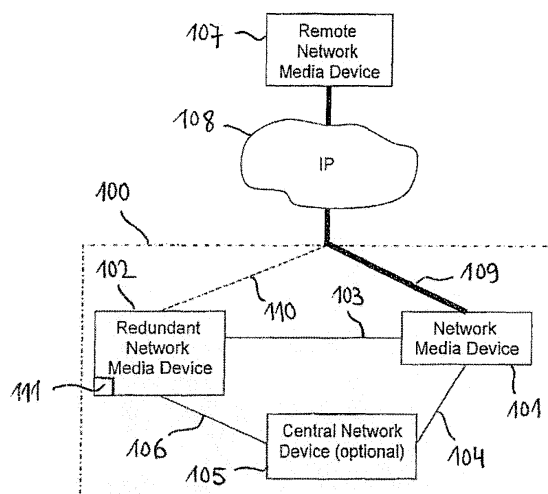 107
Remote
Network
Media Device
108
IP
100
102
109
110
103
Redundant
Network
Media Device
Network
Media Device
111
101
106
Central Network
Device (optional)
104
105